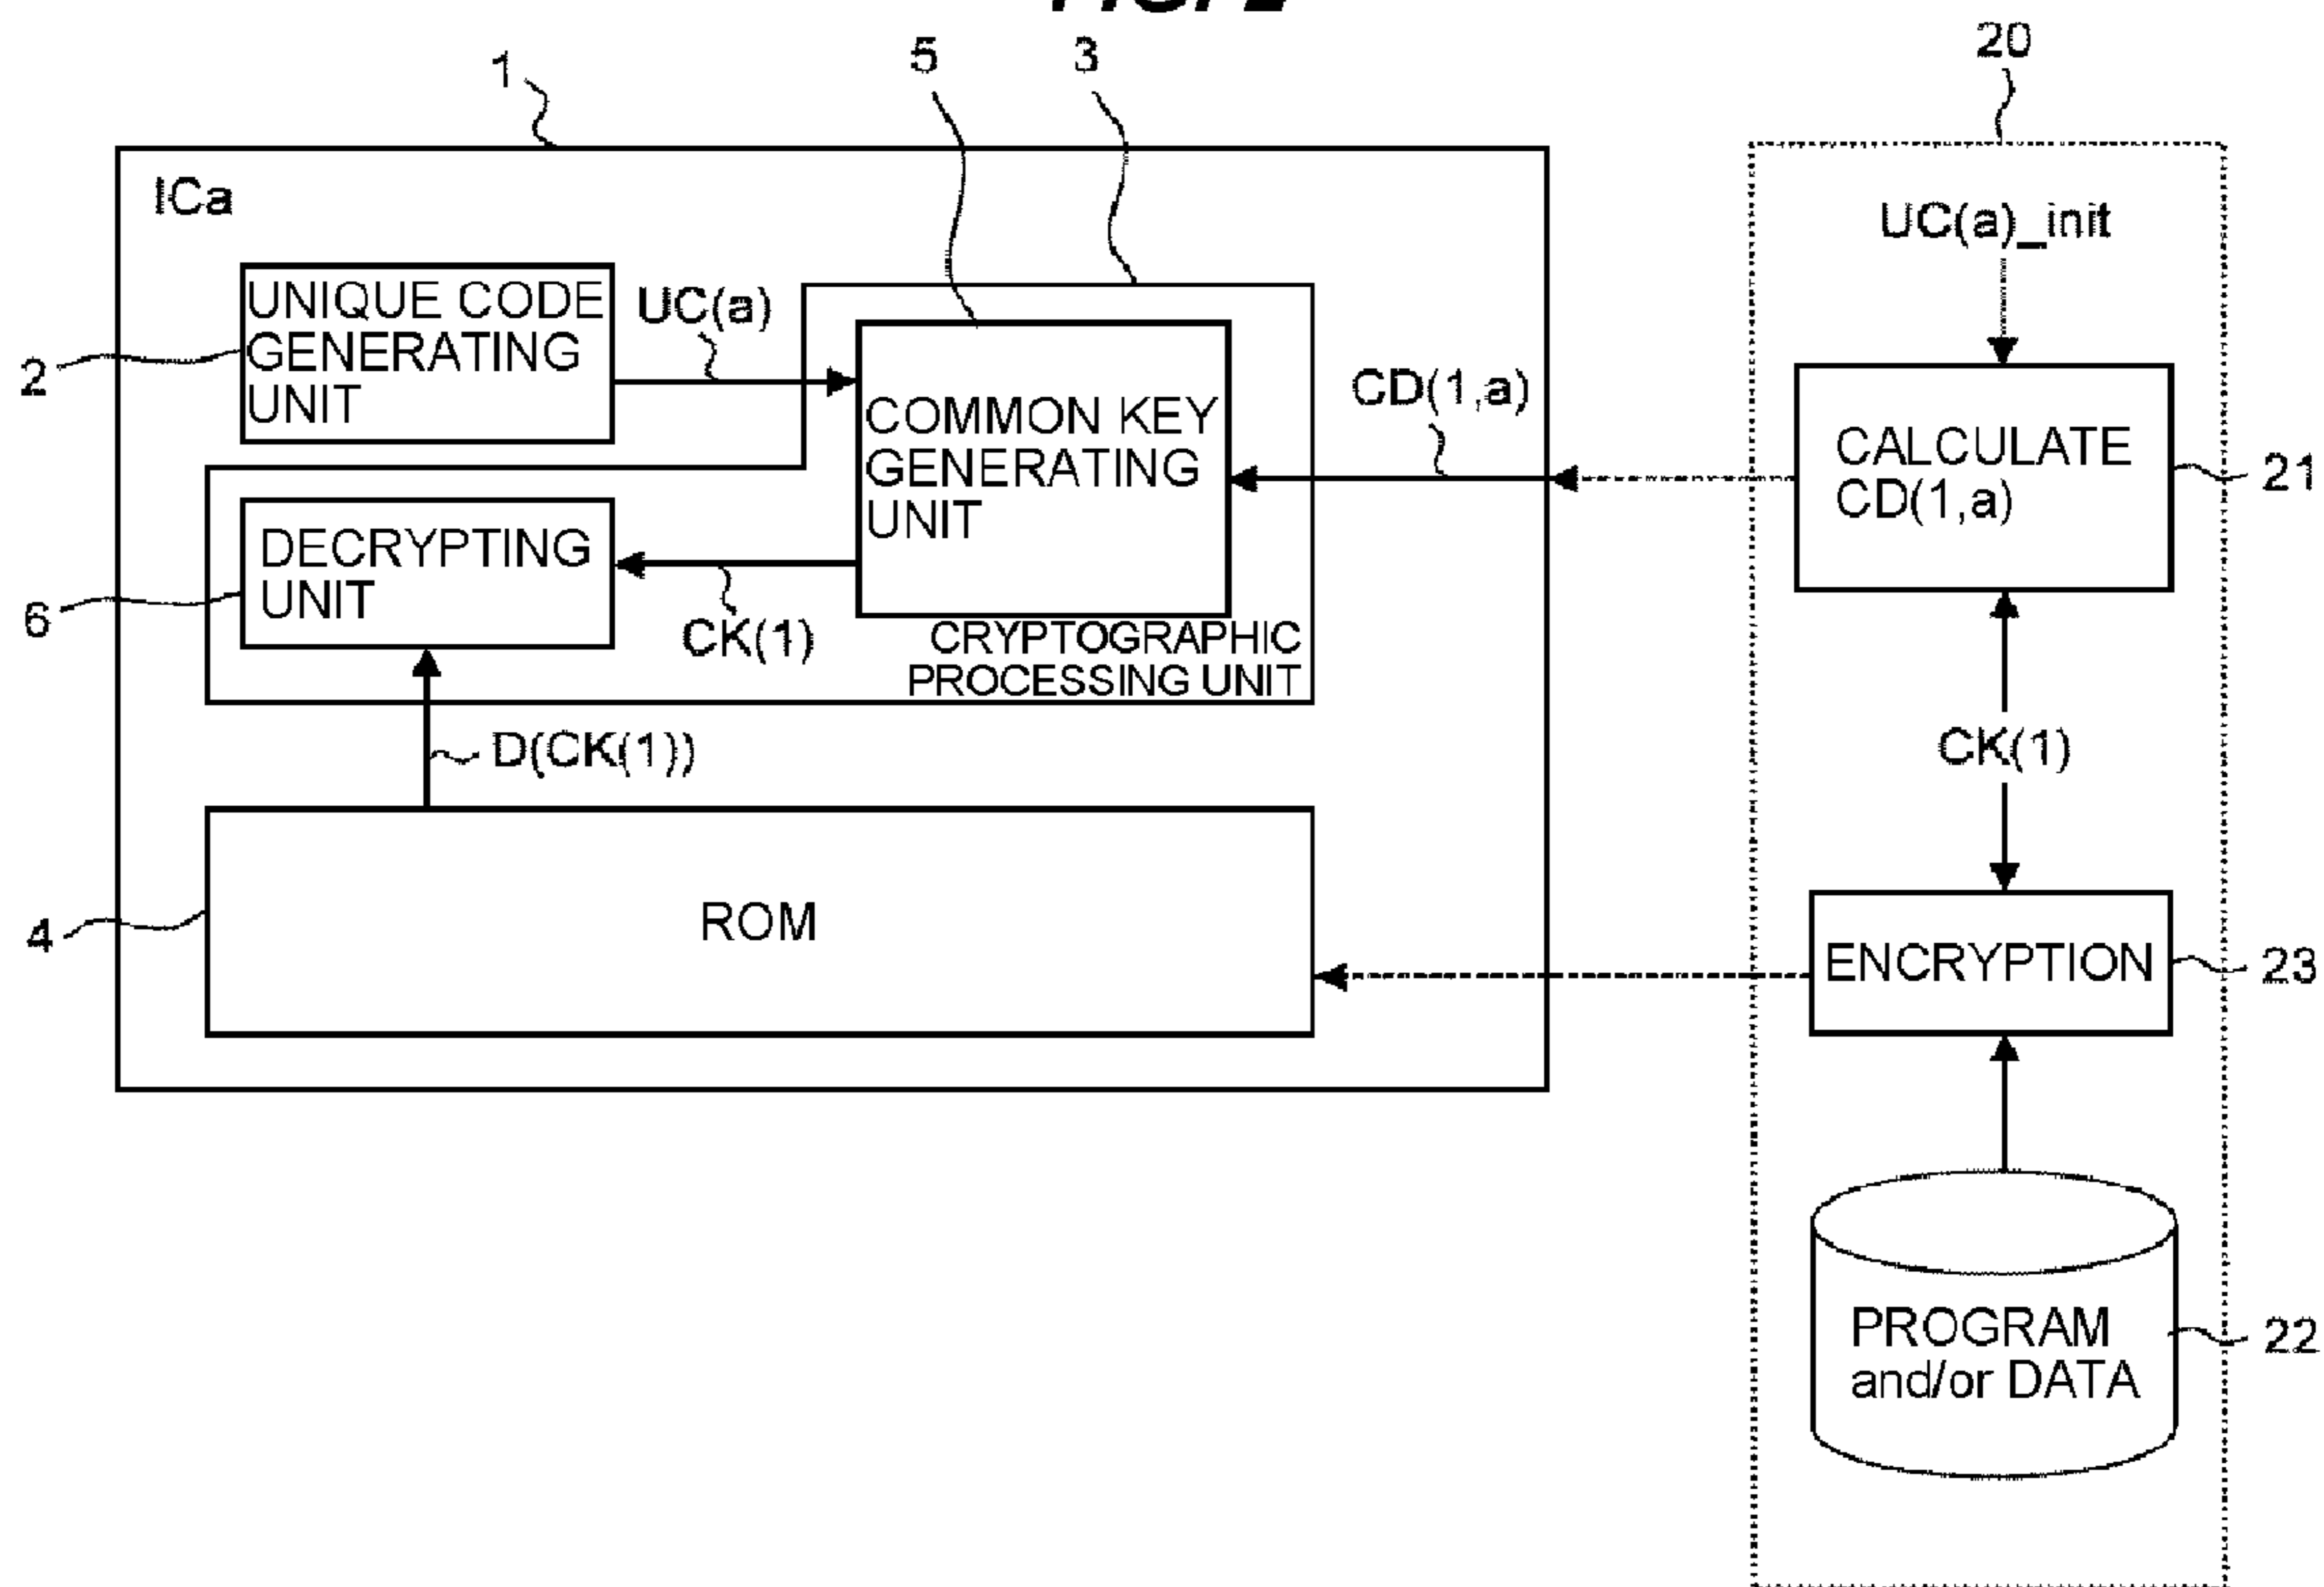 5
3
20
1
ICa
UC(a)_init
UNIQUE CODE
GENERATING
UNIT
UC(a)
2
COMMON KEY
GENERATING
UNIT
CD(1,a)
CALCULATE
CD(1,a)
21
DECRYPTING
UNIT
6
CK(1)
CRYPTOGRAPHIC
PROCESSING UNIT
D(CK(1))
CK(1)
ROM
4
ENCRYPTION
23
PROGRAM
and/or DATA
22